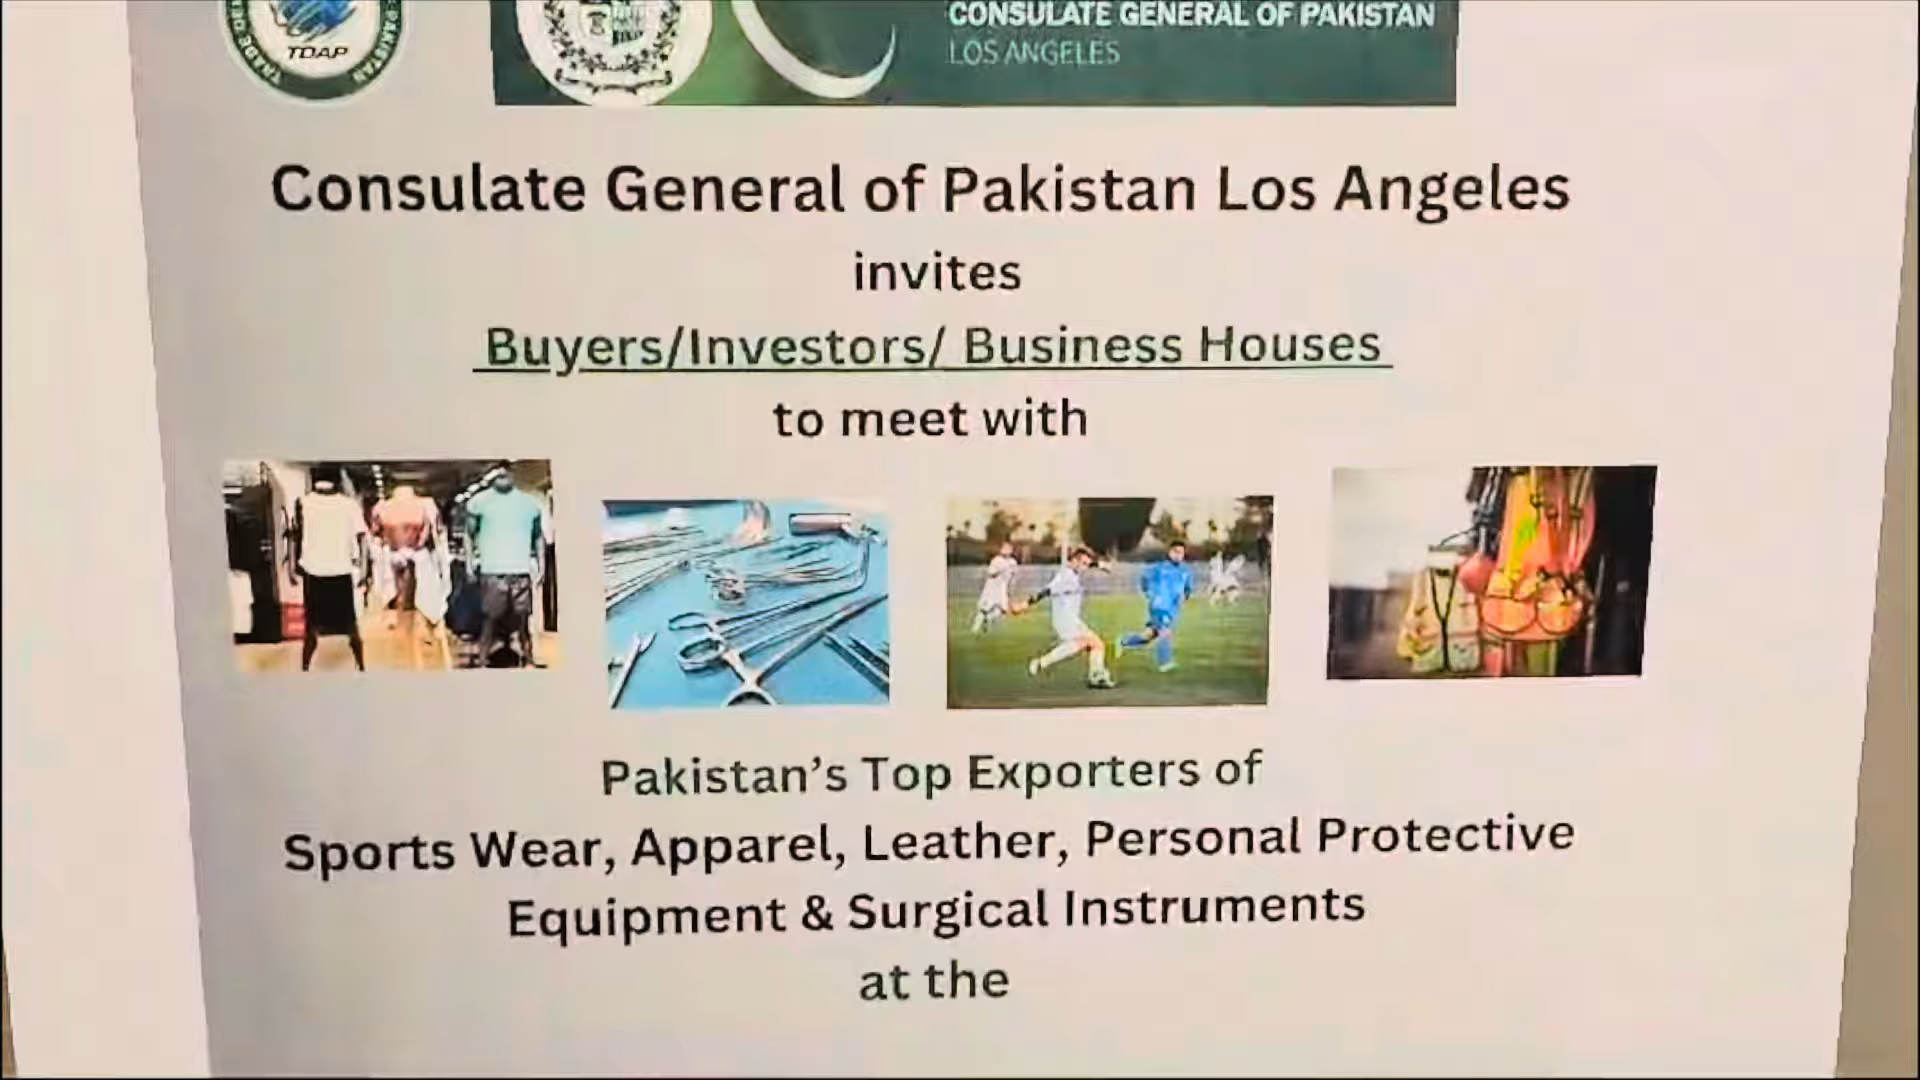 TDAP
CONSULATE GENERAL OF PAKISTAN
LOS ANGELES
Consulate General of Pakistan Los Angeles
invites
Buyers/Investors/ Business Houses
to meet with
Pakistan’s Top Exporters of
Sports Wear, Apparel, Leather, Personal Protective
Equipment & Surgical Instruments
at the